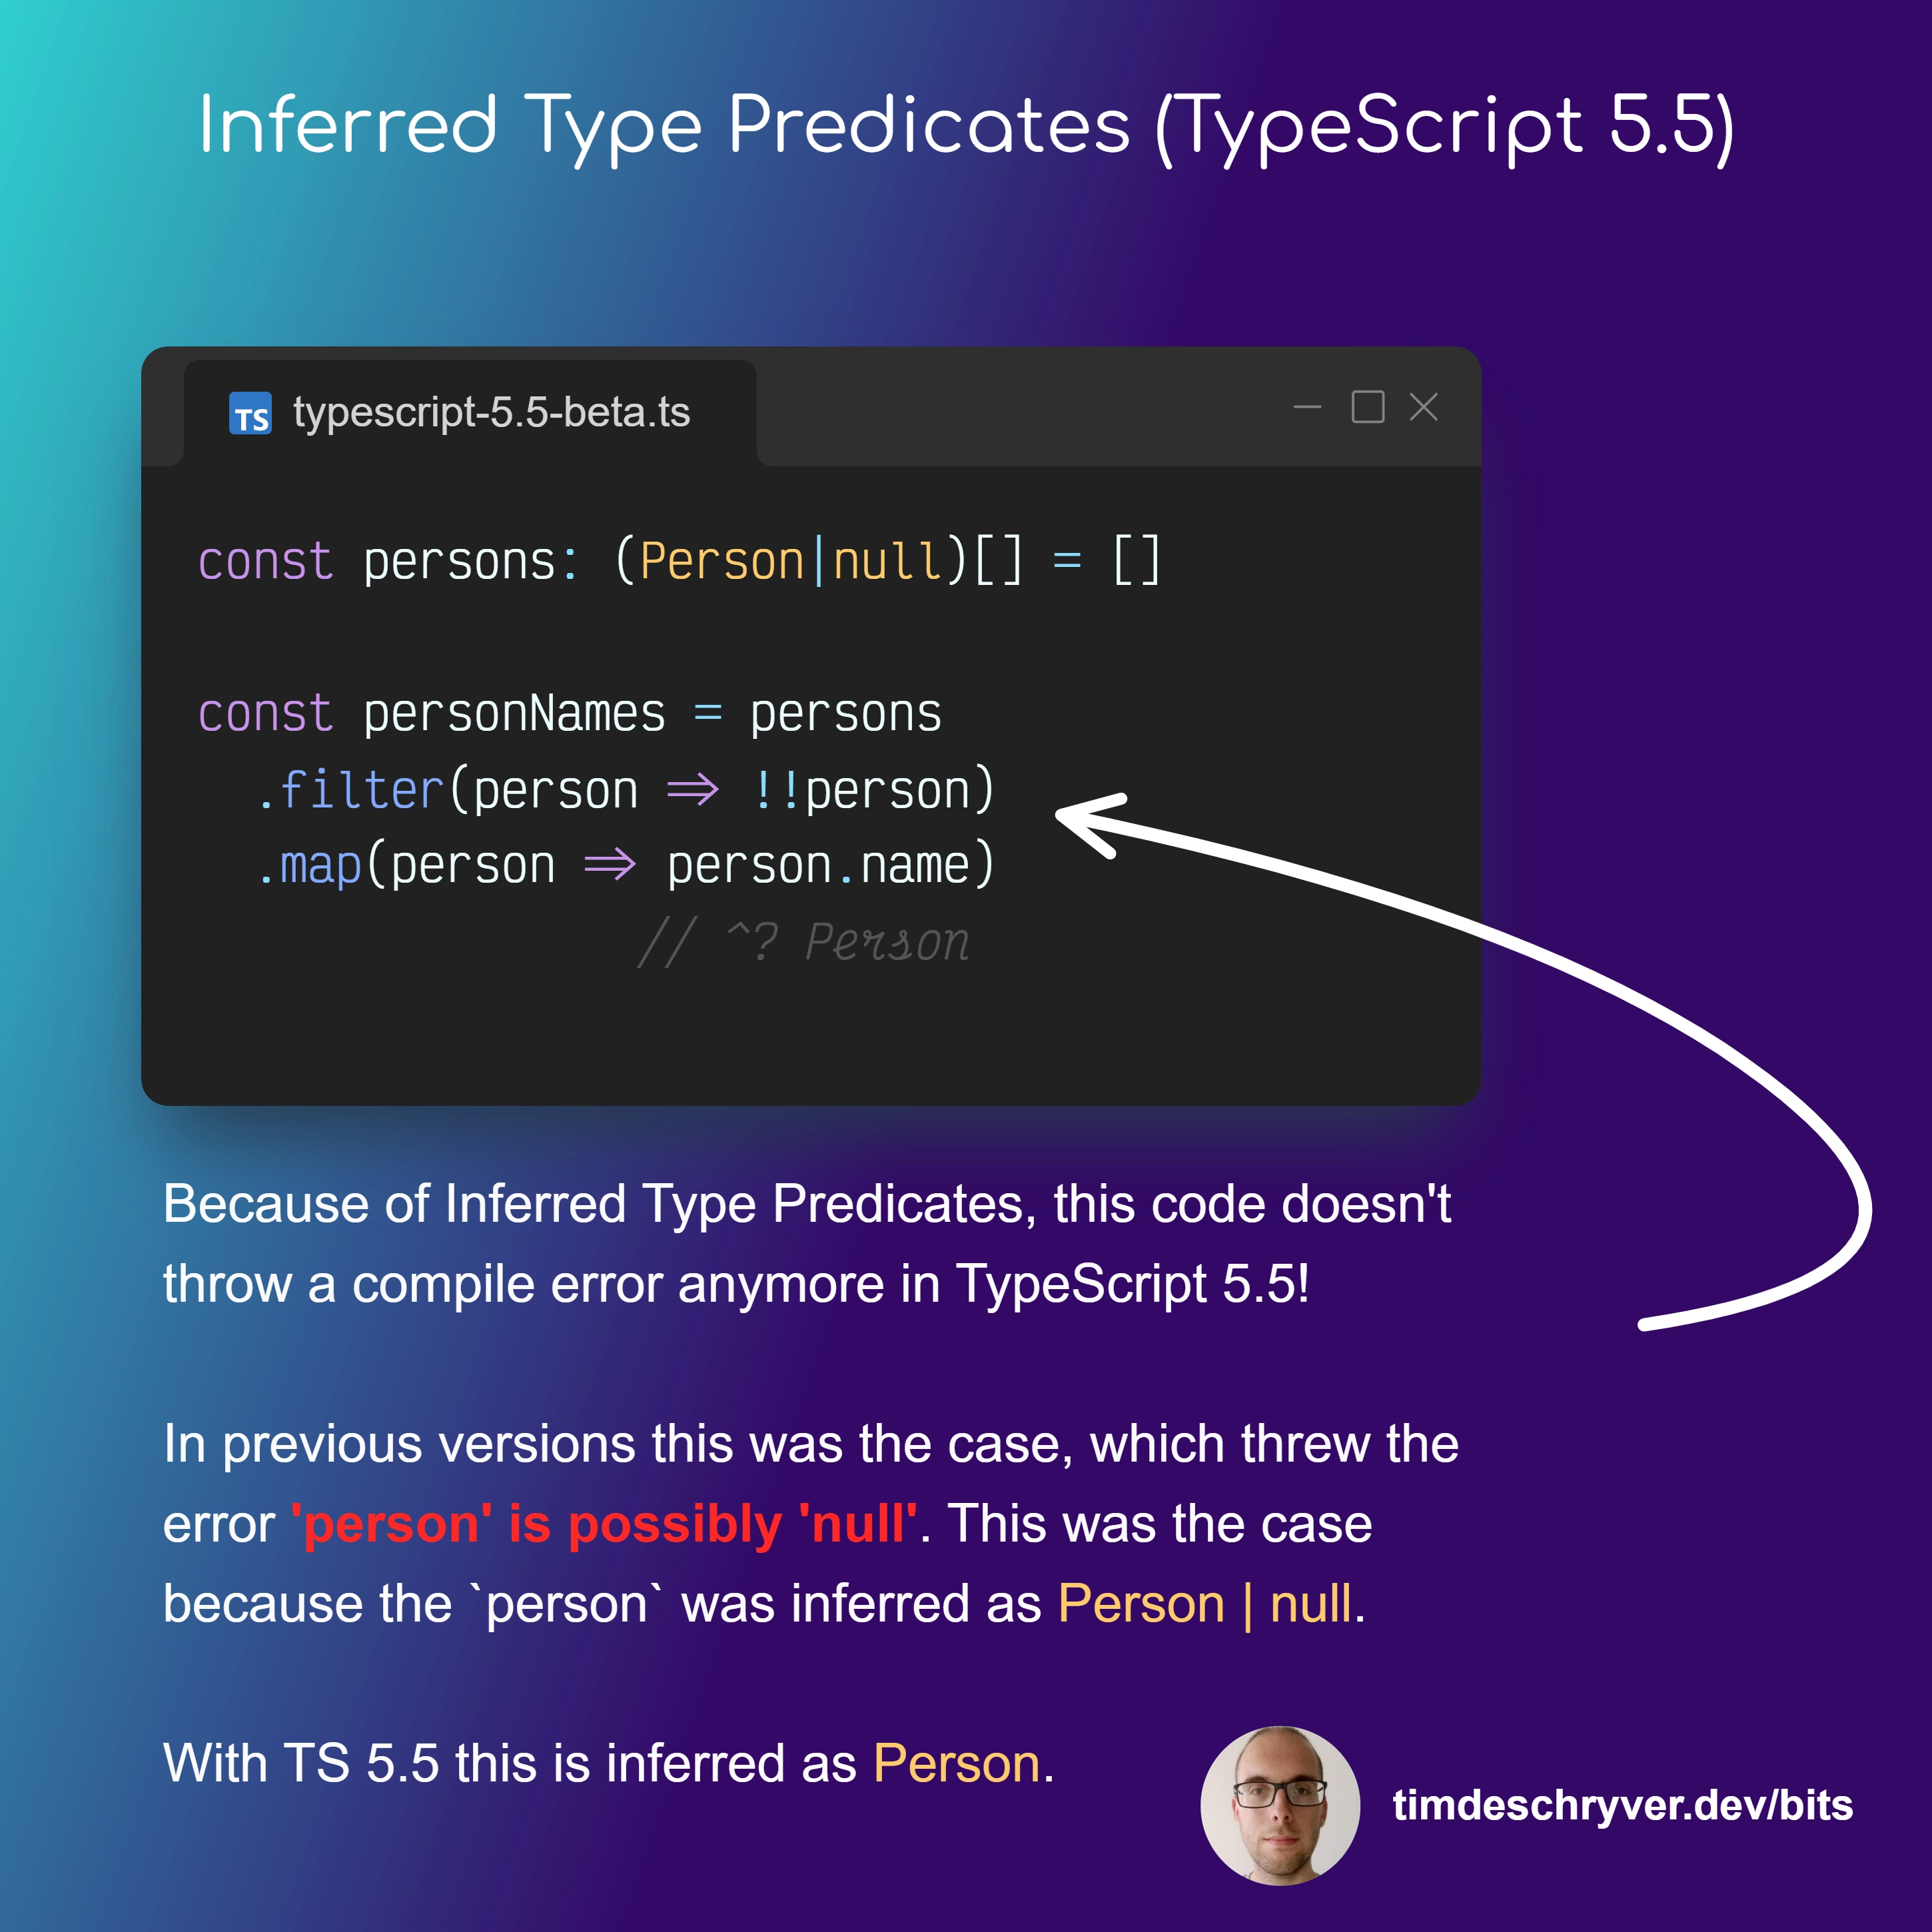 Inferred Type Predicates (TypeScript 5.5)
TS typescript-5.5-beta.ts
const persons: (Person|null)[] = []
const personNames = persons
.filter(person => !!person)
.map(person => person.name)
// ^? Person
Because of Inferred Type Predicates, this code doesn't
throw a compile error anymore in TypeScript 5.5!
In previous versions this was the case, which threw the
error 'person' is possibly 'null'. This was the case
because the `person` was inferred as Person | null.
With TS 5.5 this is inferred as Person.
timdeschryver.dev/bits